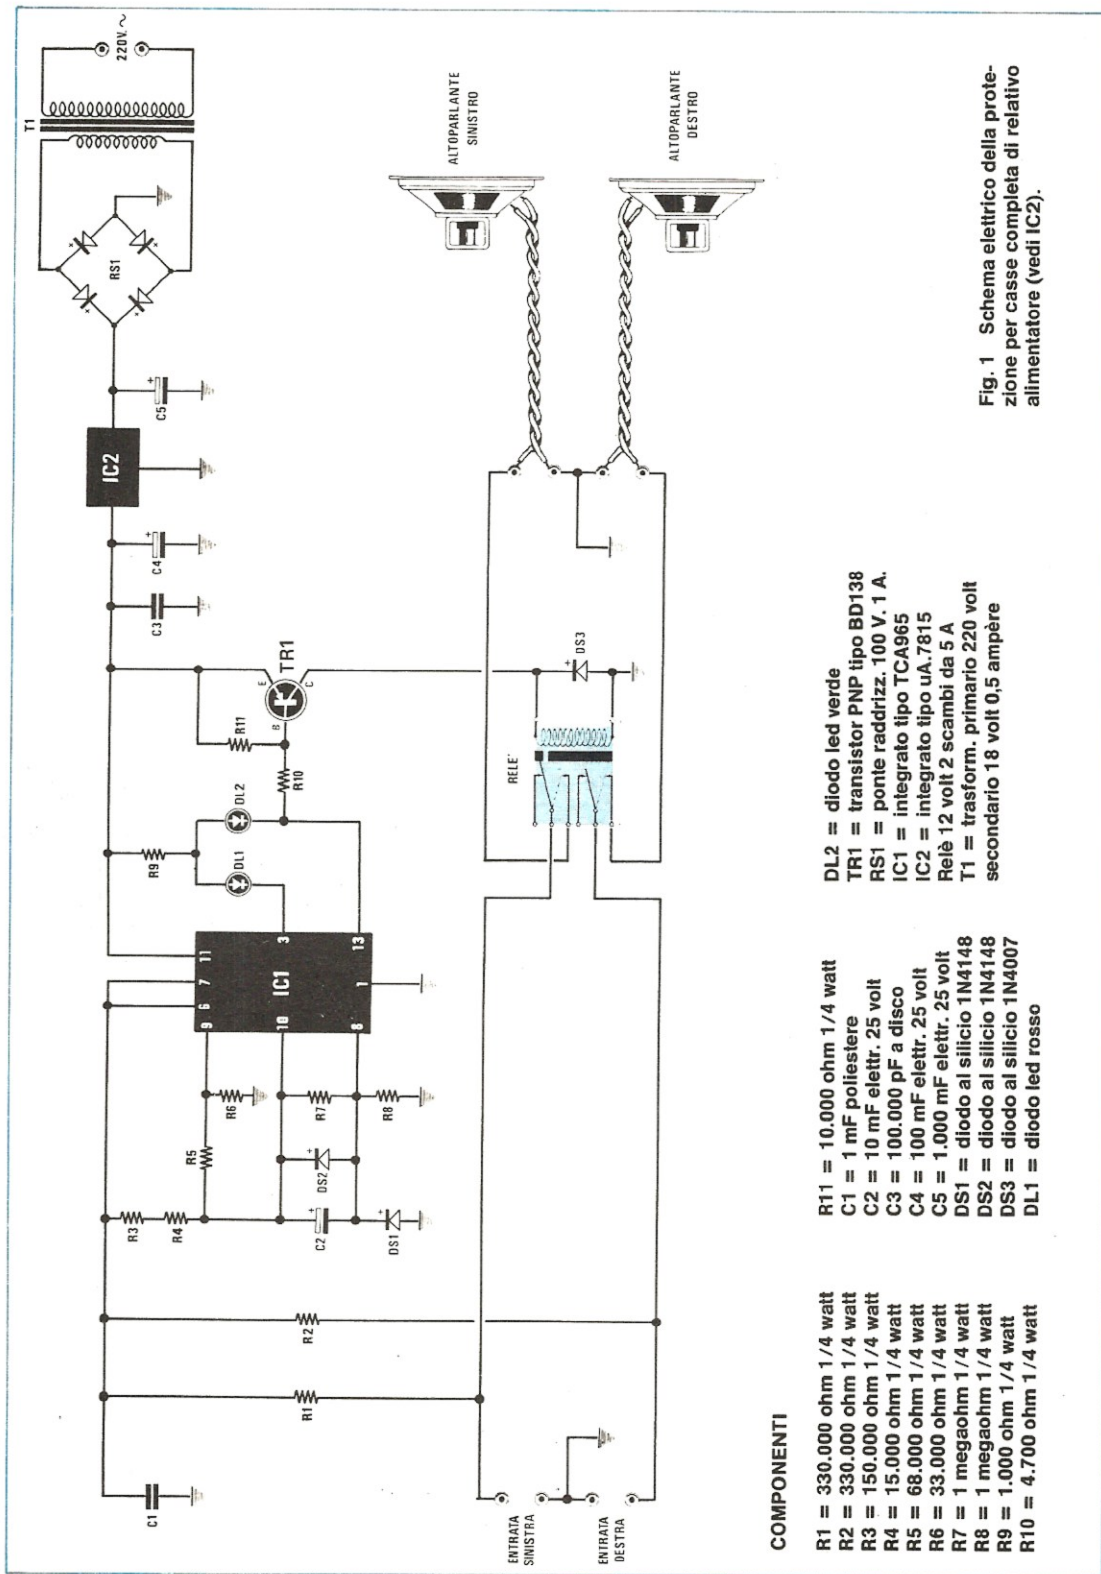 C1
R1
R2
R3
R4
R5
R6
C2
+
DS2
+
DS1
+
R7
R8
9
6
7
11
10
8
IC1
3
13
1
R9
DL1
DL2
R10
R11
B
E
C
TR1
C3
C4
+
IC2
C5
+
RS1
+
+
+
+
T1
220V.~
RELE'
DS3
+
ENTRATA
SINISTRA
ENTRATA
DESTRA
ALTOPARLANTE
SINISTRO
ALTOPARLANTE
DESTRO
COMPONENTI
R1 = 330.000 ohm 1/4 watt
R2 = 330.000 ohm 1/4 watt
R3 = 150.000 ohm 1/4 watt
R4 = 15.000 ohm 1/4 watt
R5 = 68.000 ohm 1/4 watt
R6 = 33.000 ohm 1/4 watt
R7 = 1 megaohm 1/4 watt
R8 = 1 megaohm 1/4 watt
R9 = 1.000 ohm 1/4 watt
R10 = 4.700 ohm 1/4 watt
R11 = 10.000 ohm 1/4 watt
C1 = 1 mF poliestere
C2 = 10 mF elettr. 25 volt
C3 = 100.000 pF a disco
C4 = 100 mF elettr. 25 volt
C5 = 1.000 mF elettr. 25 volt
DS1 = diodo al silicio 1N4148
DS2 = diodo al silicio 1N4148
DS3 = diodo al silicio 1N4007
DL1 = diodo led rosso
DL2 = diodo led verde
TR1 = transistor PNP tipo BD138
RS1 = ponte raddrizz. 100 V. 1 A.
IC1 = integrato tipo TCA965
IC2 = integrato tipo uA.7815
Relè 12 volt 2 scambi da 5 A
T1 = trasform. primario 220 volt
secondario 18 volt 0,5 ampère
Fig. 1 Schema elettrico della prote-
zione per casse completa di relativo
alimentatore (vedi IC2).